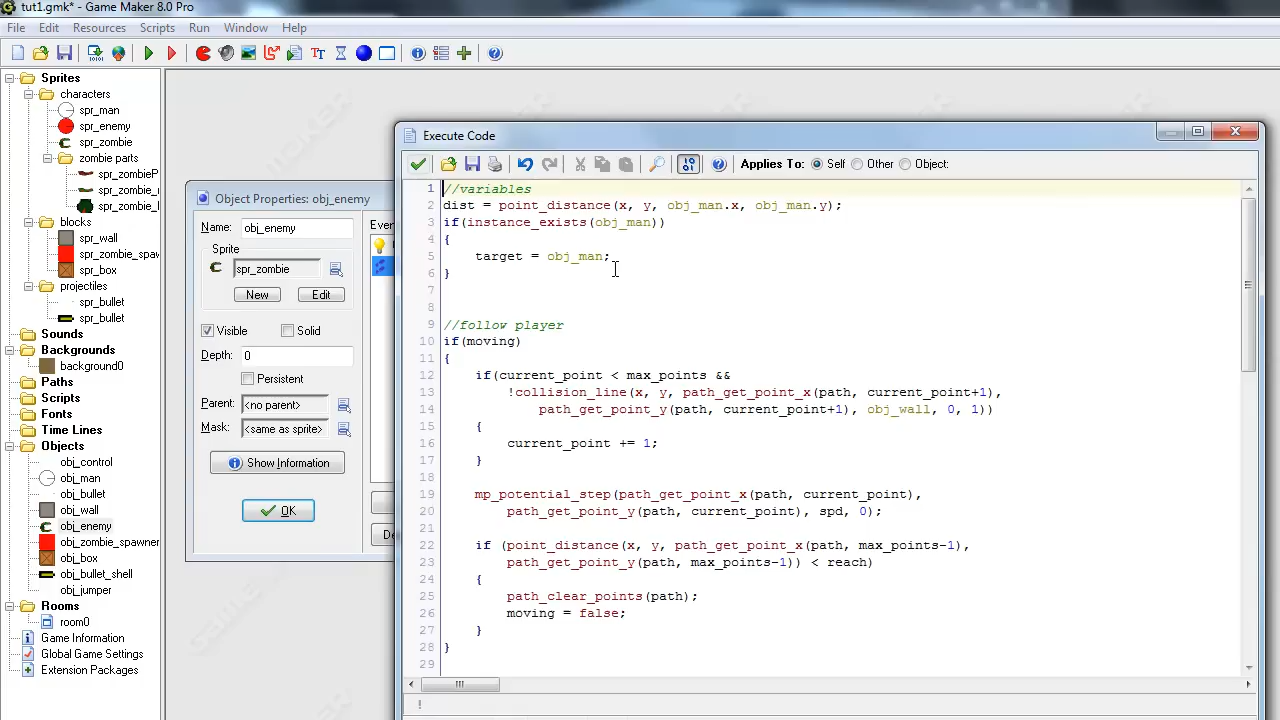 tut1.gmk* - Game Maker 8.0 Pro
File Edit Resources Scripts Run Window Help
Sprites
characters
spr_man
spr_enemy
spr_zombie
zombie parts
spr_zombieP
spr_zombie_
spr_zombie_
blocks
spr_wall
spr_zombie_spaw
spr_box
projectiles
spr_bullet
spr_bullet
Sounds
Backgrounds
background0
Paths
Scripts
Fonts
Time Lines
Objects
obj_control
obj_man
obj_bullet
obj_wall
obj_enemy
obj_zombie_spawner
obj_box
obj_bullet_shell
obj_jumper
Rooms
room0
Game Information
Global Game Settings
Extension Packages
Object Properties: obj_enemy
Name: obj_enemy
Sprite
spr_zombie
New Edit
Visible Solid
Depth: 0
Persistent
Parent: <no parent>
Mask: <same as sprite>
Show Information
OK
Even
De
Execute Code
Applies To: Self Other Object:
1 //variables
2 dist = point_distance(x, y, obj_man.x, obj_man.y);
3 if(instance_exists(obj_man))
4 {
5 target = obj_man;
6 }
7
8
9 //follow player
10 if(moving)
11 {
12 if(current_point < max_points &&
13 !collision_line(x, y, path_get_point_x(path, current_point+1),
14 path_get_point_y(path, current_point+1), obj_wall, 0, 1))
15 {
16 current_point += 1;
17 }
18
19 mp_potential_step(path_get_point_x(path, current_point),
20 path_get_point_y(path, current_point), spd, 0);
21
22 if (point_distance(x, y, path_get_point_x(path, max_points-1),
23 path_get_point_y(path, max_points-1)) < reach)
24 {
25 path_clear_points(path);
26 moving = false;
27 }
28 }
29